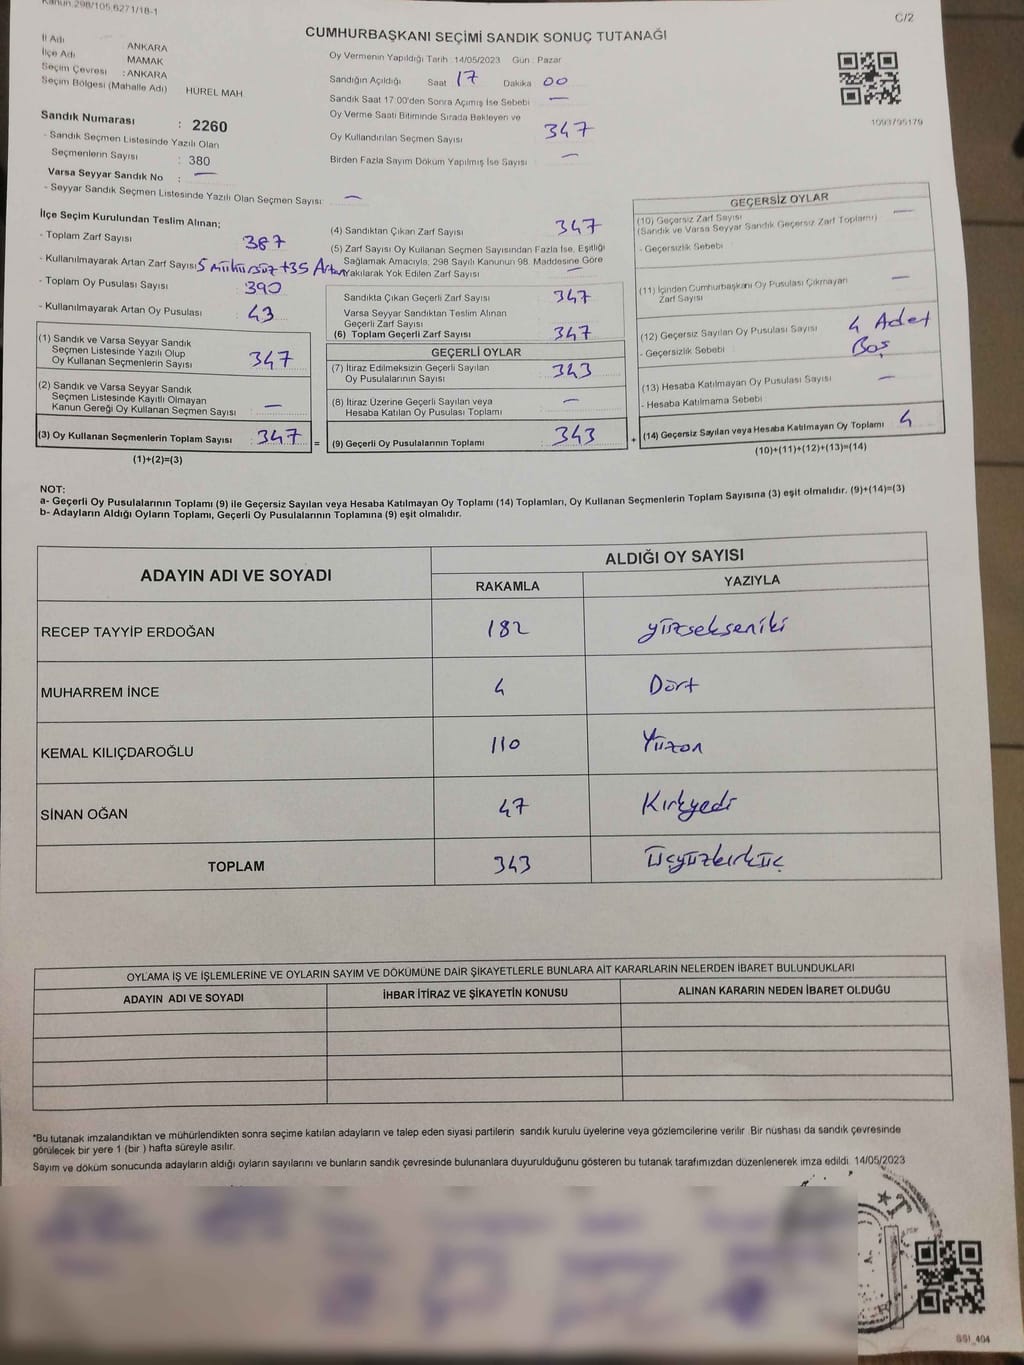 Kanun 298/105,6271/18-1
C/2
CUMHURBAŞKANI SEÇİMİ SANDIK SONUÇ TUTANAĞI
İl Adı ANKARA
İlçe Adı MAMAK
Seçim Çevresi : ANKARA
Seçim Bölgesi (Mahalle Adı) HÜREL MAH.
Sandık Numarası : 2260
- Sandık Seçmen Listesinde Yazılı Olan
Seçmenlerin Sayısı : 380
Varsa Seyyar Sandık No : —
- Seyyar Sandık Seçmen Listesinde Yazılı Olan Seçmen Sayısı: —
Oy Vermenin Yapıldığı Tarih : 14/05/2023 Gün : Pazar
Sandığın Açıldığı Saat 17 Dakika 00
Sandık Saat 17:00'den Sonra Açımış İse Sebebi —
Oy Verme Saati Bitiminde Sırada Bekleyen ve
Oy Kullandırılan Seçmen Sayısı 347
Birden Fazla Sayım Döküm Yapılmış İse Sayısı —
1093795179
İlçe Seçim Kurulundan Teslim Alınan;
- Toplam Zarf Sayısı 387
- Kullanılmayarak Artan Zarf Sayısı 5 mühürsüz +35 Artan
- Toplam Oy Pusulası Sayısı 390
- Kullanılmayarak Artan Oy Pusulası 43
(1) Sandık ve Varsa Seyyar Sandık
Seçmen Listesinde Yazılı Olup
Oy Kullanan Seçmenlerin Sayısı 347
(2) Sandık ve Varsa Seyyar Sandık
Seçmen Listesinde Kayıtlı Olmayan
Kanun Gereği Oy Kullanan Seçmen Sayısı —
(3) Oy Kullanan Seçmenlerin Toplam Sayısı : 347 =
(1)+(2)=(3)
(4) Sandıktan Çıkan Zarf Sayısı 347
(5) Zarf Sayısı Oy Kullanan Seçmen Sayısından Fazla İse, Eşitliği
Sağlamak Amacıyla, 298 Sayılı Kanunun 98. Maddesine Göre
Yakılarak Yok Edilen Zarf Sayısı —
Sandıkta Çıkan Geçerli Zarf Sayısı 347
Varsa Seyyar Sandıktan Teslim Alınan
Geçerli Zarf Sayısı
(6) Toplam Geçerli Zarf Sayısı 347
GEÇERLİ OYLAR
(7) İtiraz Edilmeksizin Geçerli Sayılan
Oy Pusulalarının Sayısı 343
(8) İtiraz Üzerine Geçerli Sayılan veya
Hesaba Katılan Oy Pusulası Toplamı —
(9) Geçerli Oy Pusulalarının Toplamı : 343 +
GEÇERSİZ OYLAR
(10) Geçersiz Zarf Sayısı —
(Sandık ve Varsa Seyyar Sandık Geçersiz Zarf Toplamı)
- Geçersizlik Sebebi
(11) İçinden Cumhurbaşkanı Oy Pusulası Çıkmayan
Zarf Sayısı —
(12) Geçersiz Sayılan Oy Pusulası Sayısı 4 Adet
- Geçersizlik Sebebi Boş
(13) Hesaba Katılmayan Oy Pusulası Sayısı —
- Hesaba Katılmama Sebebi
(14) Geçersiz Sayılan veya Hesaba Katılmayan Oy Toplamı 4
(10)+(11)+(12)+(13)=(14)
NOT:
a- Geçerli Oy Pusulalarının Toplamı (9) ile Geçersiz Sayılan veya Hesaba Katılmayan Oy Toplamı (14) Toplamları, Oy Kullanan Seçmenlerin Toplam Sayısına (3) eşit olmalıdır. (9)+(14)=(3)
b- Adayların Aldığı Oyların Toplamı, Geçerli Oy Pusulalarının Toplamına (9) eşit olmalıdır.
ADAYIN ADI VE SOYADI ALDIĞI OY SAYISI
RAKAMLA YAZIYLA
RECEP TAYYİP ERDOĞAN 182 yüzsekseniki
MUHARREM İNCE 4 Dört
KEMAL KILIÇDAROĞLU 110 Yüzon
SİNAN OĞAN 47 Kırkyedi
TOPLAM 343 Üçyüzkırküç
OYLAMA İŞ VE İŞLEMLERİNE VE OYLARIN SAYIM VE DÖKÜMÜNE DAİR ŞİKAYETLERLE BUNLARA AİT KARARLARIN NELERDEN İBARET BULUNDUKLARI
ADAYIN ADI VE SOYADI İHBAR İTİRAZ VE ŞİKAYETİN KONUSU ALINAN KARARIN NEDEN İBARET OLDUĞU
*Bu tutanak imzalandıktan ve mühürlendikten sonra seçime katılan adayların ve talep eden siyasi partilerin sandık kurulu üyelerine veya gözlemcilerine verilir. Bir nüshası da sandık çevresinde
görülecek bir yere 1 (bir) hafta süreyle asılır.
Sayım ve döküm sonucunda adayların aldığı oyların sayılarını ve bunların sandık çevresinde bulunanlara duyurulduğunu gösteren bu tutanak tarafımızdan düzenlenerek imza edildi. 14/05/2023
SSI_404